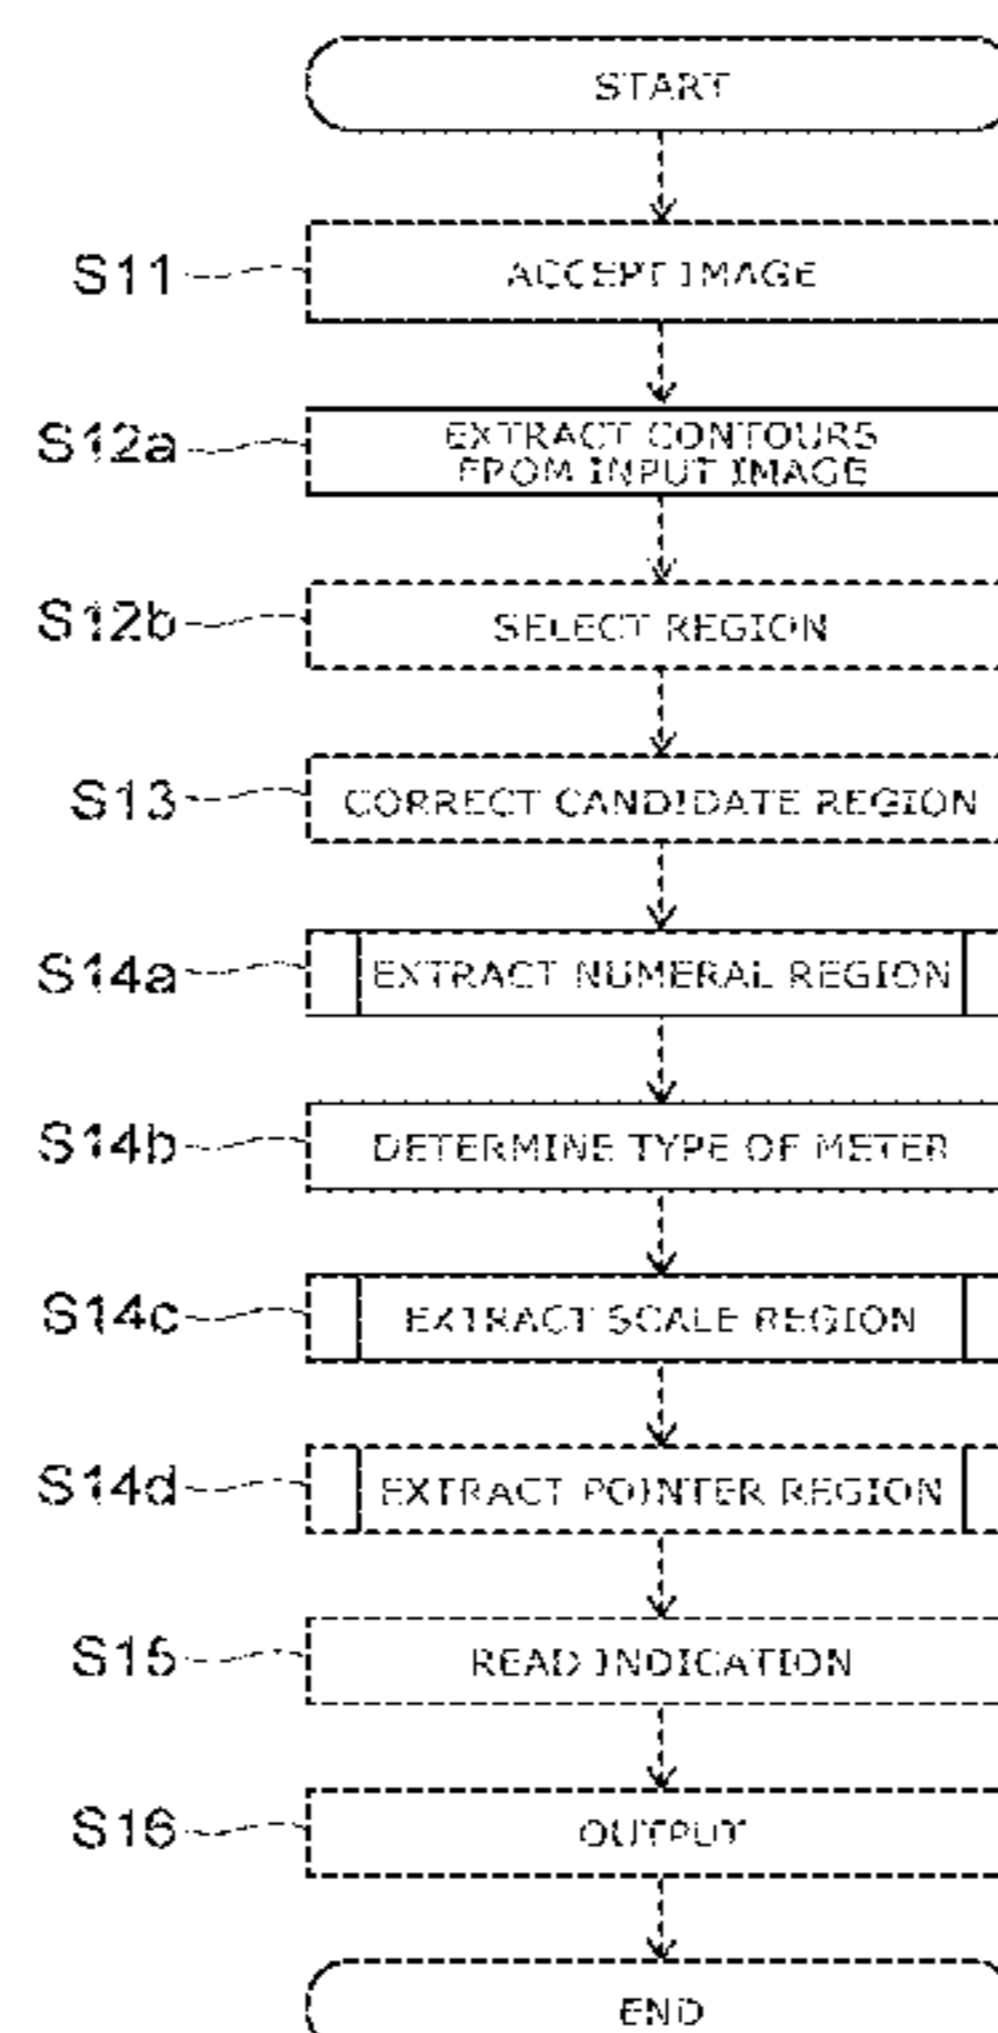 START
S11 ACCEPT IMAGE
S12a EXTRACT CONTOURS
FROM INPUT IMAGE
S12b SELECT REGION
S13 CORRECT CANDIDATE REGION
S14a EXTRACT NUMERAL REGION
S14b DETERMINE TYPE OF METER
S14c EXTRACT SCALE REGION
S14d EXTRACT POINTER REGION
S15 READ INDICATION
S16 OUTPUT
END